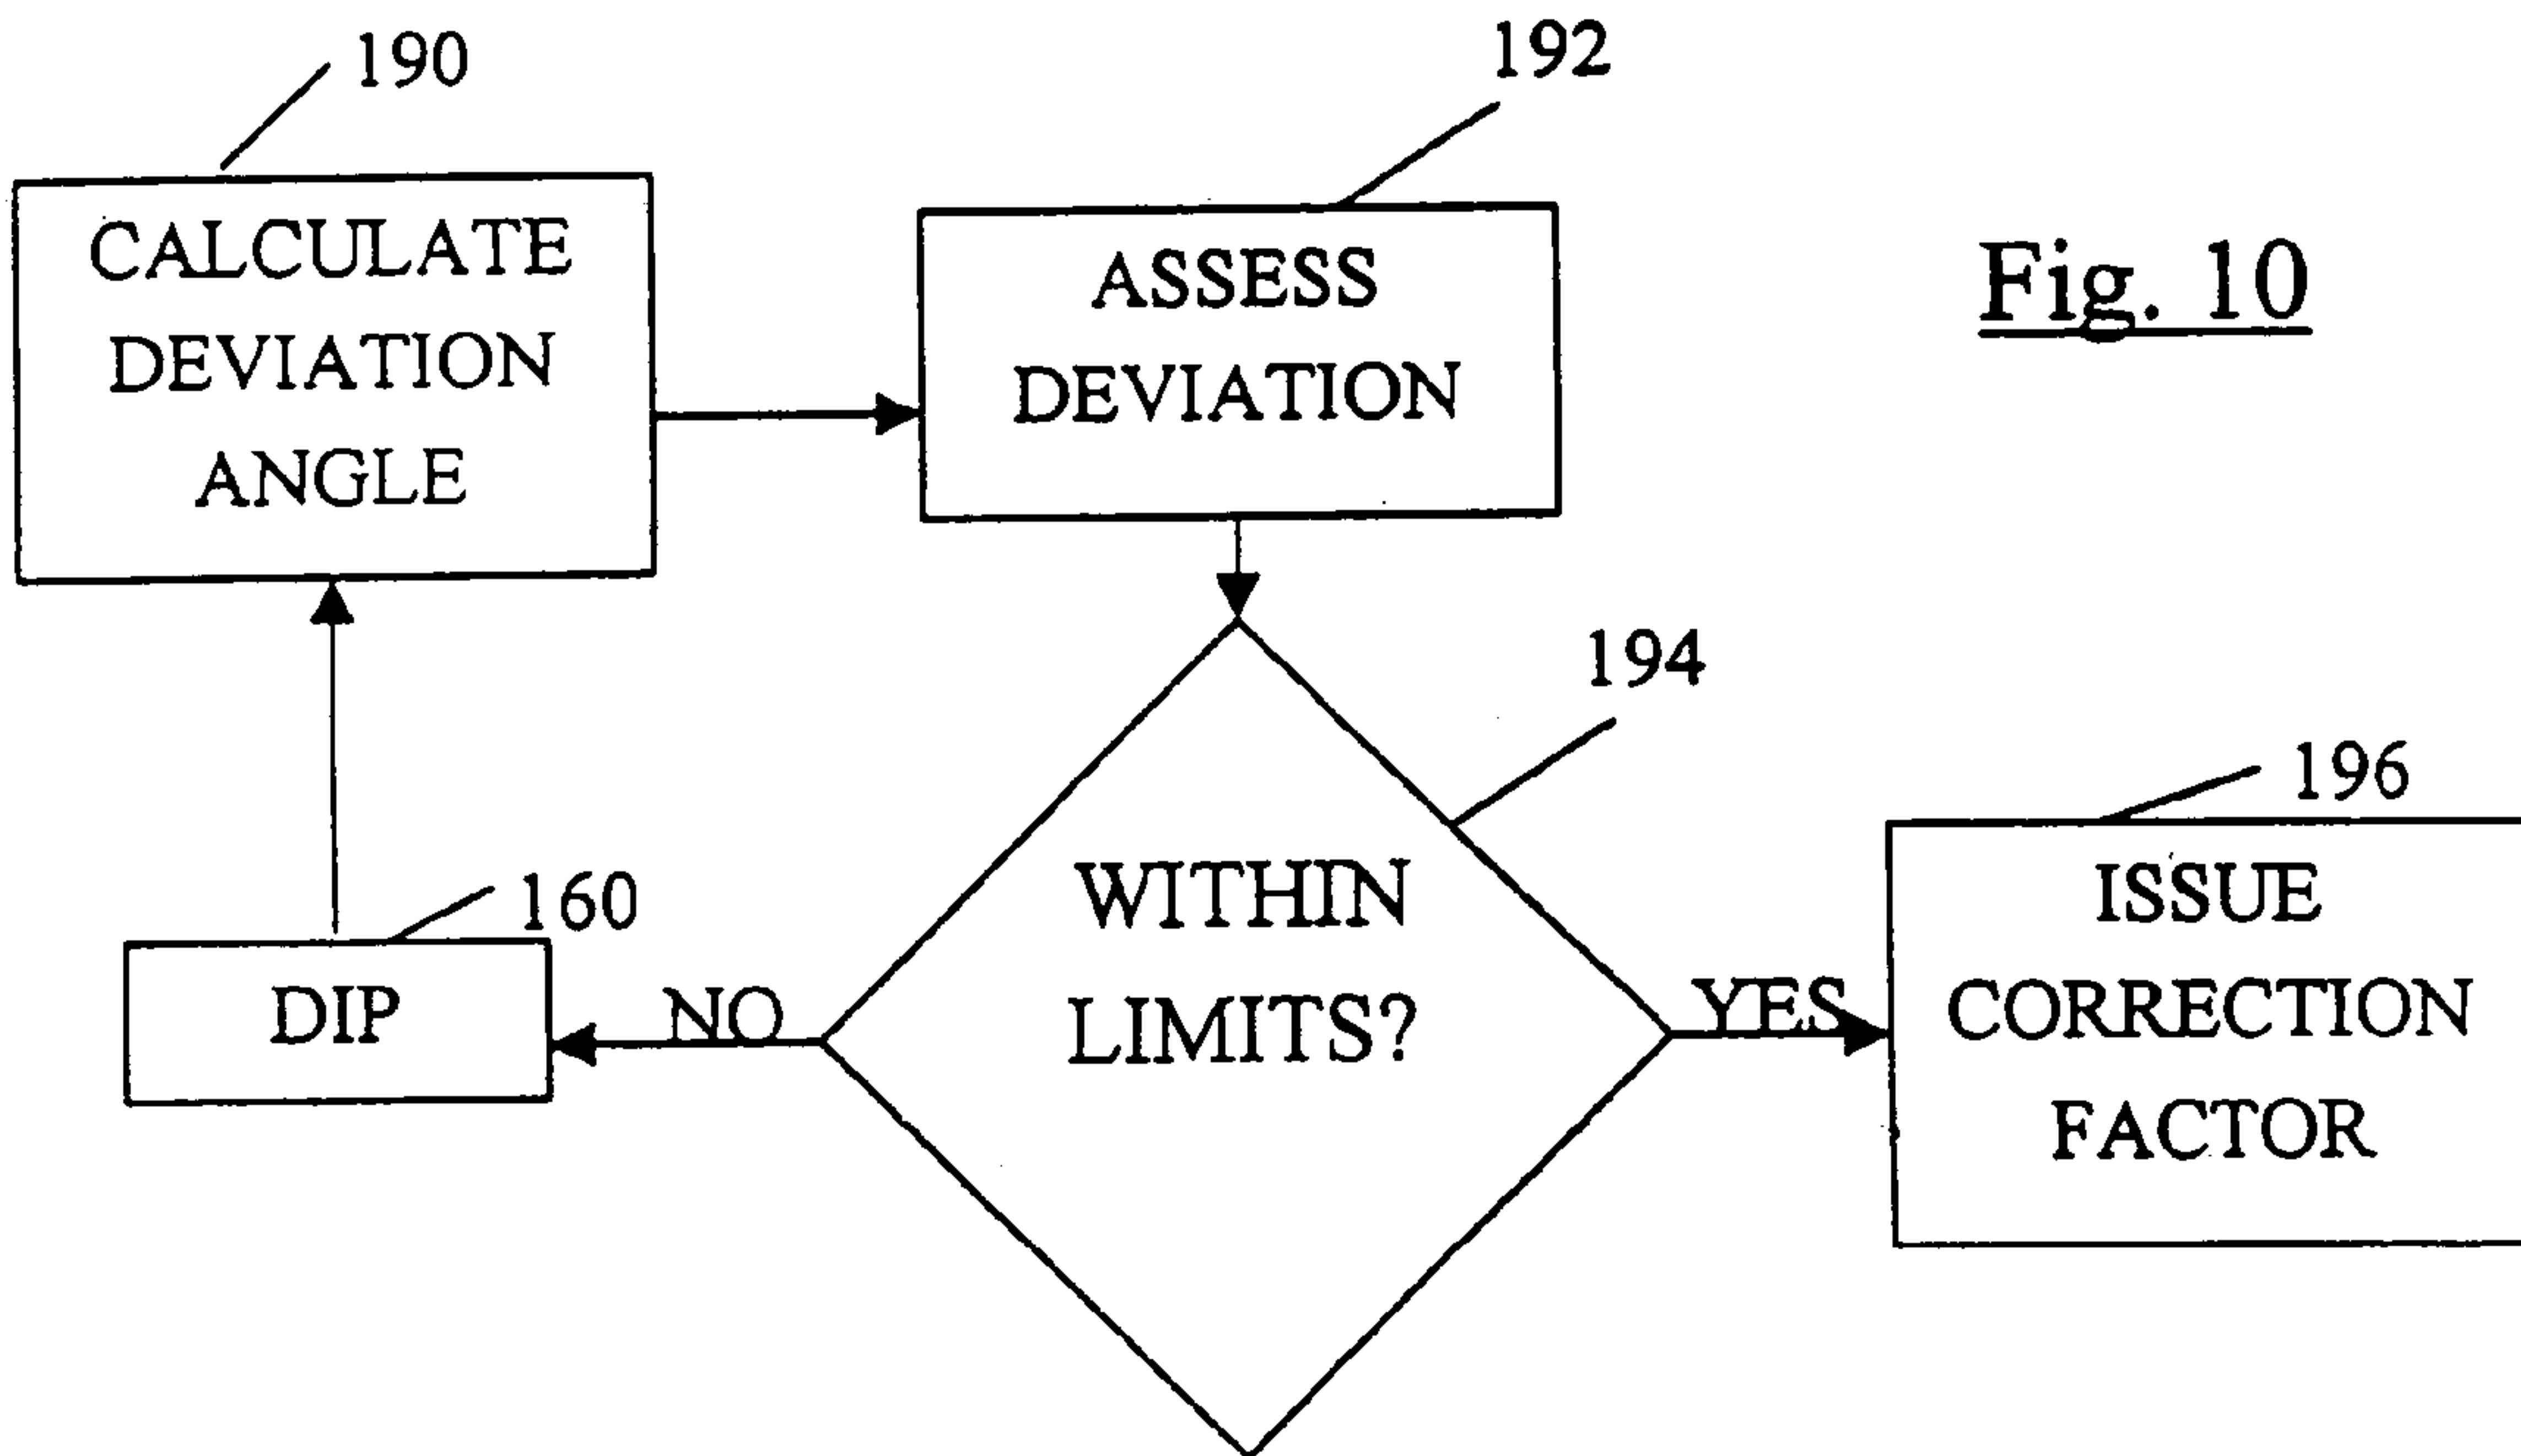 190
CALCULATE
DEVIATION
ANGLE
192
ASSESS
DEVIATION
Fig. 10
194
WITHIN
LIMITS?
196
ISSUE
CORRECTION
FACTOR
160
DIP
NO
YES